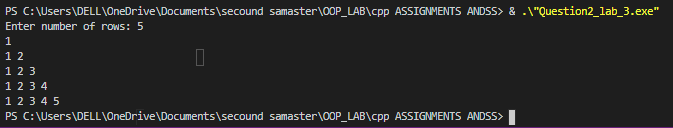 PS C:\Users\DELL\OneDrive\Documents\secound samaster\OOP_LAB\cpp ASSIGNMENTS ANDSS> & .\"Question2_lab_3.exe"
Enter number of rows: 5
1
1 2
1 2 3
1 2 3 4
1 2 3 4 5
PS C:\Users\DELL\OneDrive\Documents\secound samaster\OOP_LAB\cpp ASSIGNMENTS ANDSS>